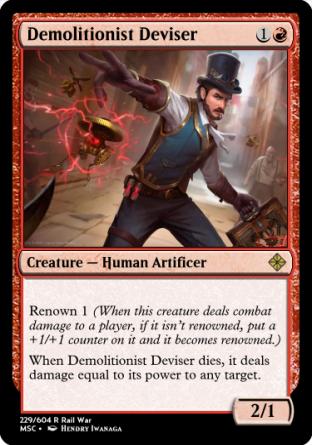 Demolitionist Deviser 1
Creature — Human Artificer
Renown 1 (When this creature deals combat
damage to a player, if it isn't renowned, put a
+1/+1 counter on it and it becomes renowned.)
When Demolitionist Deviser dies, it deals
damage equal to its power to any target.
2/1
229/604 R Rail War
MSC • Hendry Iwanaga